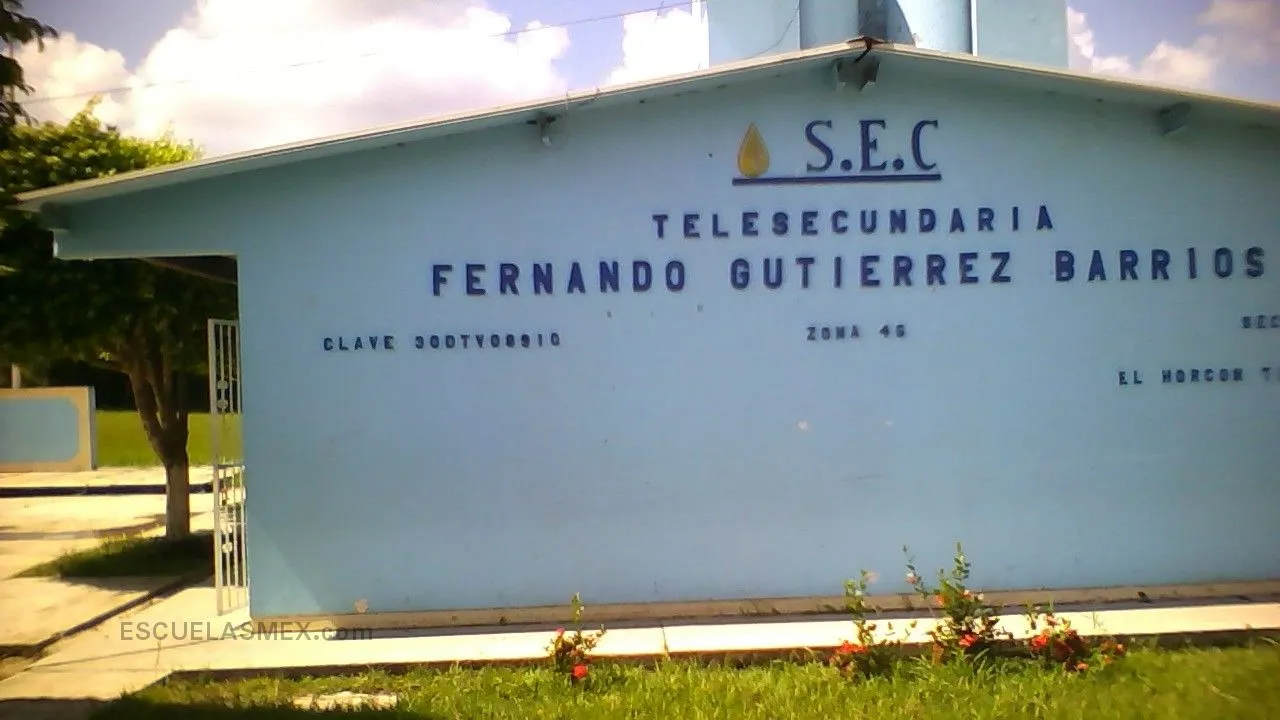 S.E.C
TELESECUNDARIA
FERNANDO GUTIERREZ BARRIOS
CLAVE 30DTV0891O ZONA 46
EL HORCON
ESCUELASMEX.com